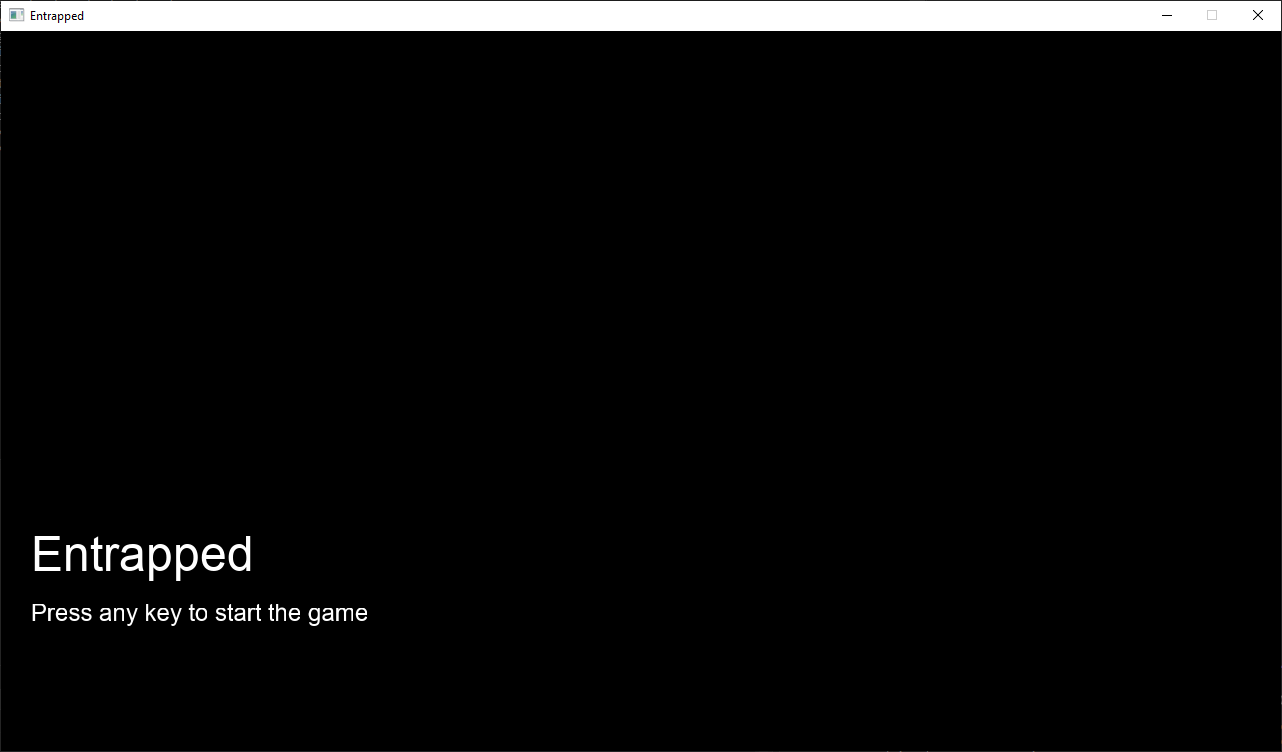 Entrapped
Entrapped
Press any key to start the game